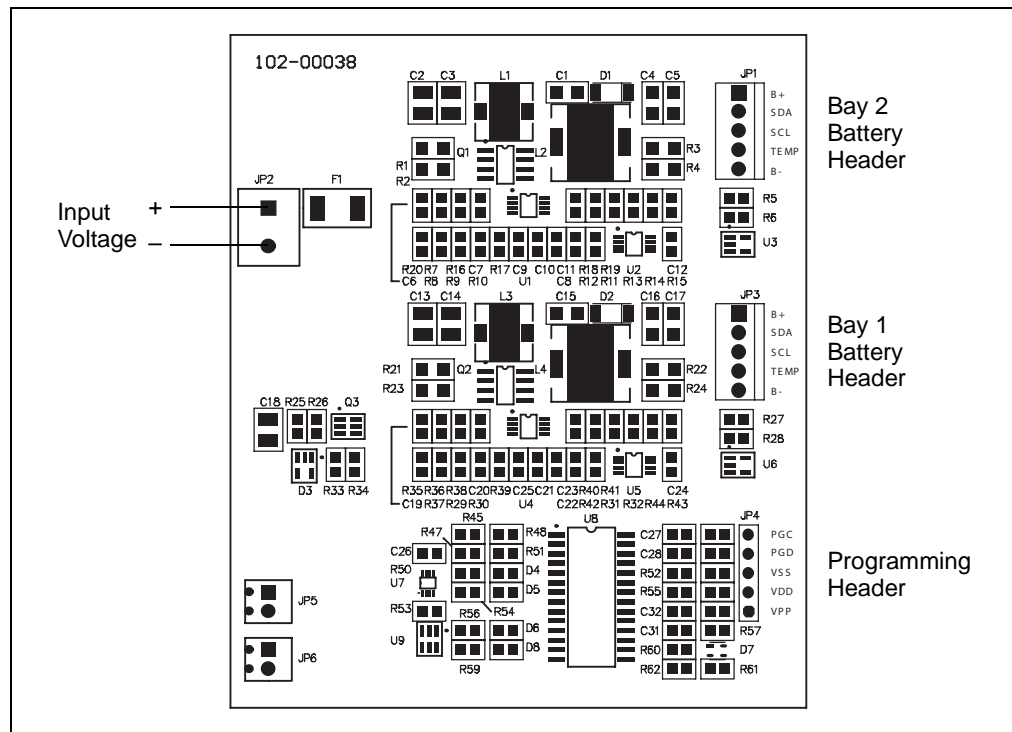 102-00038
C2 C3 L1 C1 D1 C4 C5 JP1
B+
SDA
SCL
TEMP
B-
Bay 2
Battery
Header
Q1 L2 R3
R1 R4
R2
JP2 F1
R5
R6
U3
Input
Voltage
+
–
R20 R7 R16 C7 R17 C9 C10 C11 R18 R19 U2 C12
C6 R8 R9 R10 U1 C8 R12 R11 R13 R14 R15
C13 C14 L3 C15 D2 C16 C17 JP3
B+
SDA
SCL
TEMP
B-
Bay 1
Battery
Header
R21 Q2 L4 R22
R23 R24
C18 R25 R26 Q3
R27
R28
U6
D3 R33 R34
R35 R36 R38 C20 R39 C25 C21 C23 R40 R41 U5 C24
C19 R37 R29 R30 U4 C22 R42 R31 R32 R44 R43
R45 U8 JP4
R47 R48 C27 PGC
C26 R51 C28 PGD
R50 D4 R52 VSS
U7 D5 R55 VDD
R53 R54 C32 VPP
Programming
Header
R56 D6 C31 R57
U9 D8 R60 D7
R59 R62 R61
JP5
JP6